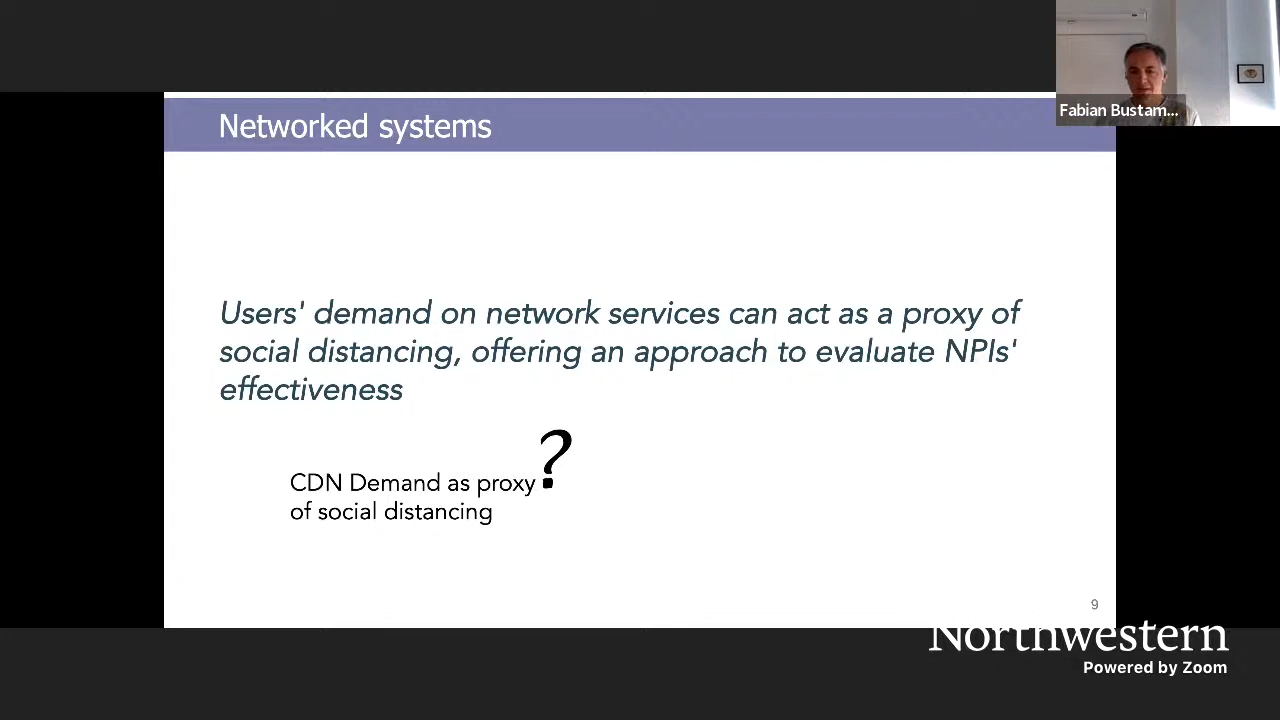 Fabian Bustam...
Networked systems
Users' demand on network services can act as a proxy of
social distancing, offering an approach to evaluate NPIs'
effectiveness
?
CDN Demand as proxy
of social distancing
9
Northwestern
Powered by Zoom